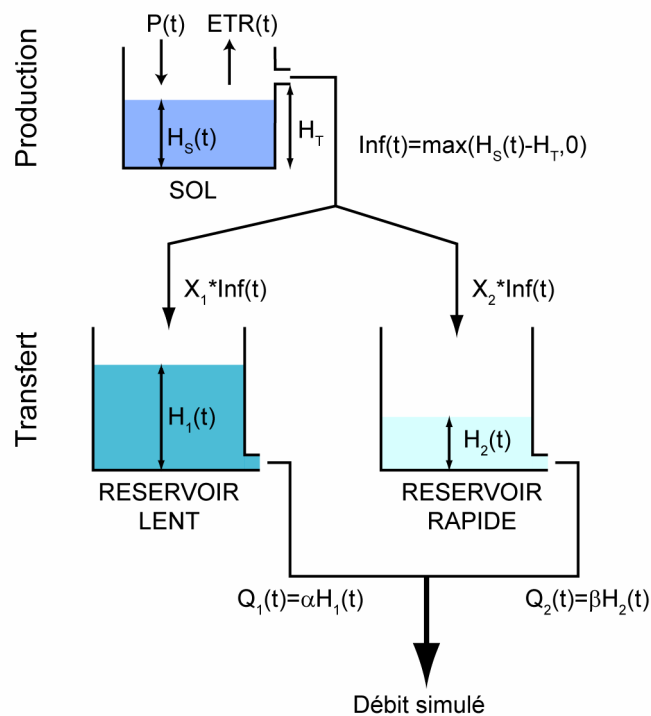 P(t) ETR(t)
Production
H_S(t)
H_T
Inf(t)=max(H_S(t)-H_T,0)
SOL
X_1*Inf(t)
X_2*Inf(t)
Transfert
H_1(t)
H_2(t)
RESERVOIR
LENT
RESERVOIR
RAPIDE
Q_1(t)=αH_1(t)
Q_2(t)=βH_2(t)
Débit simulé